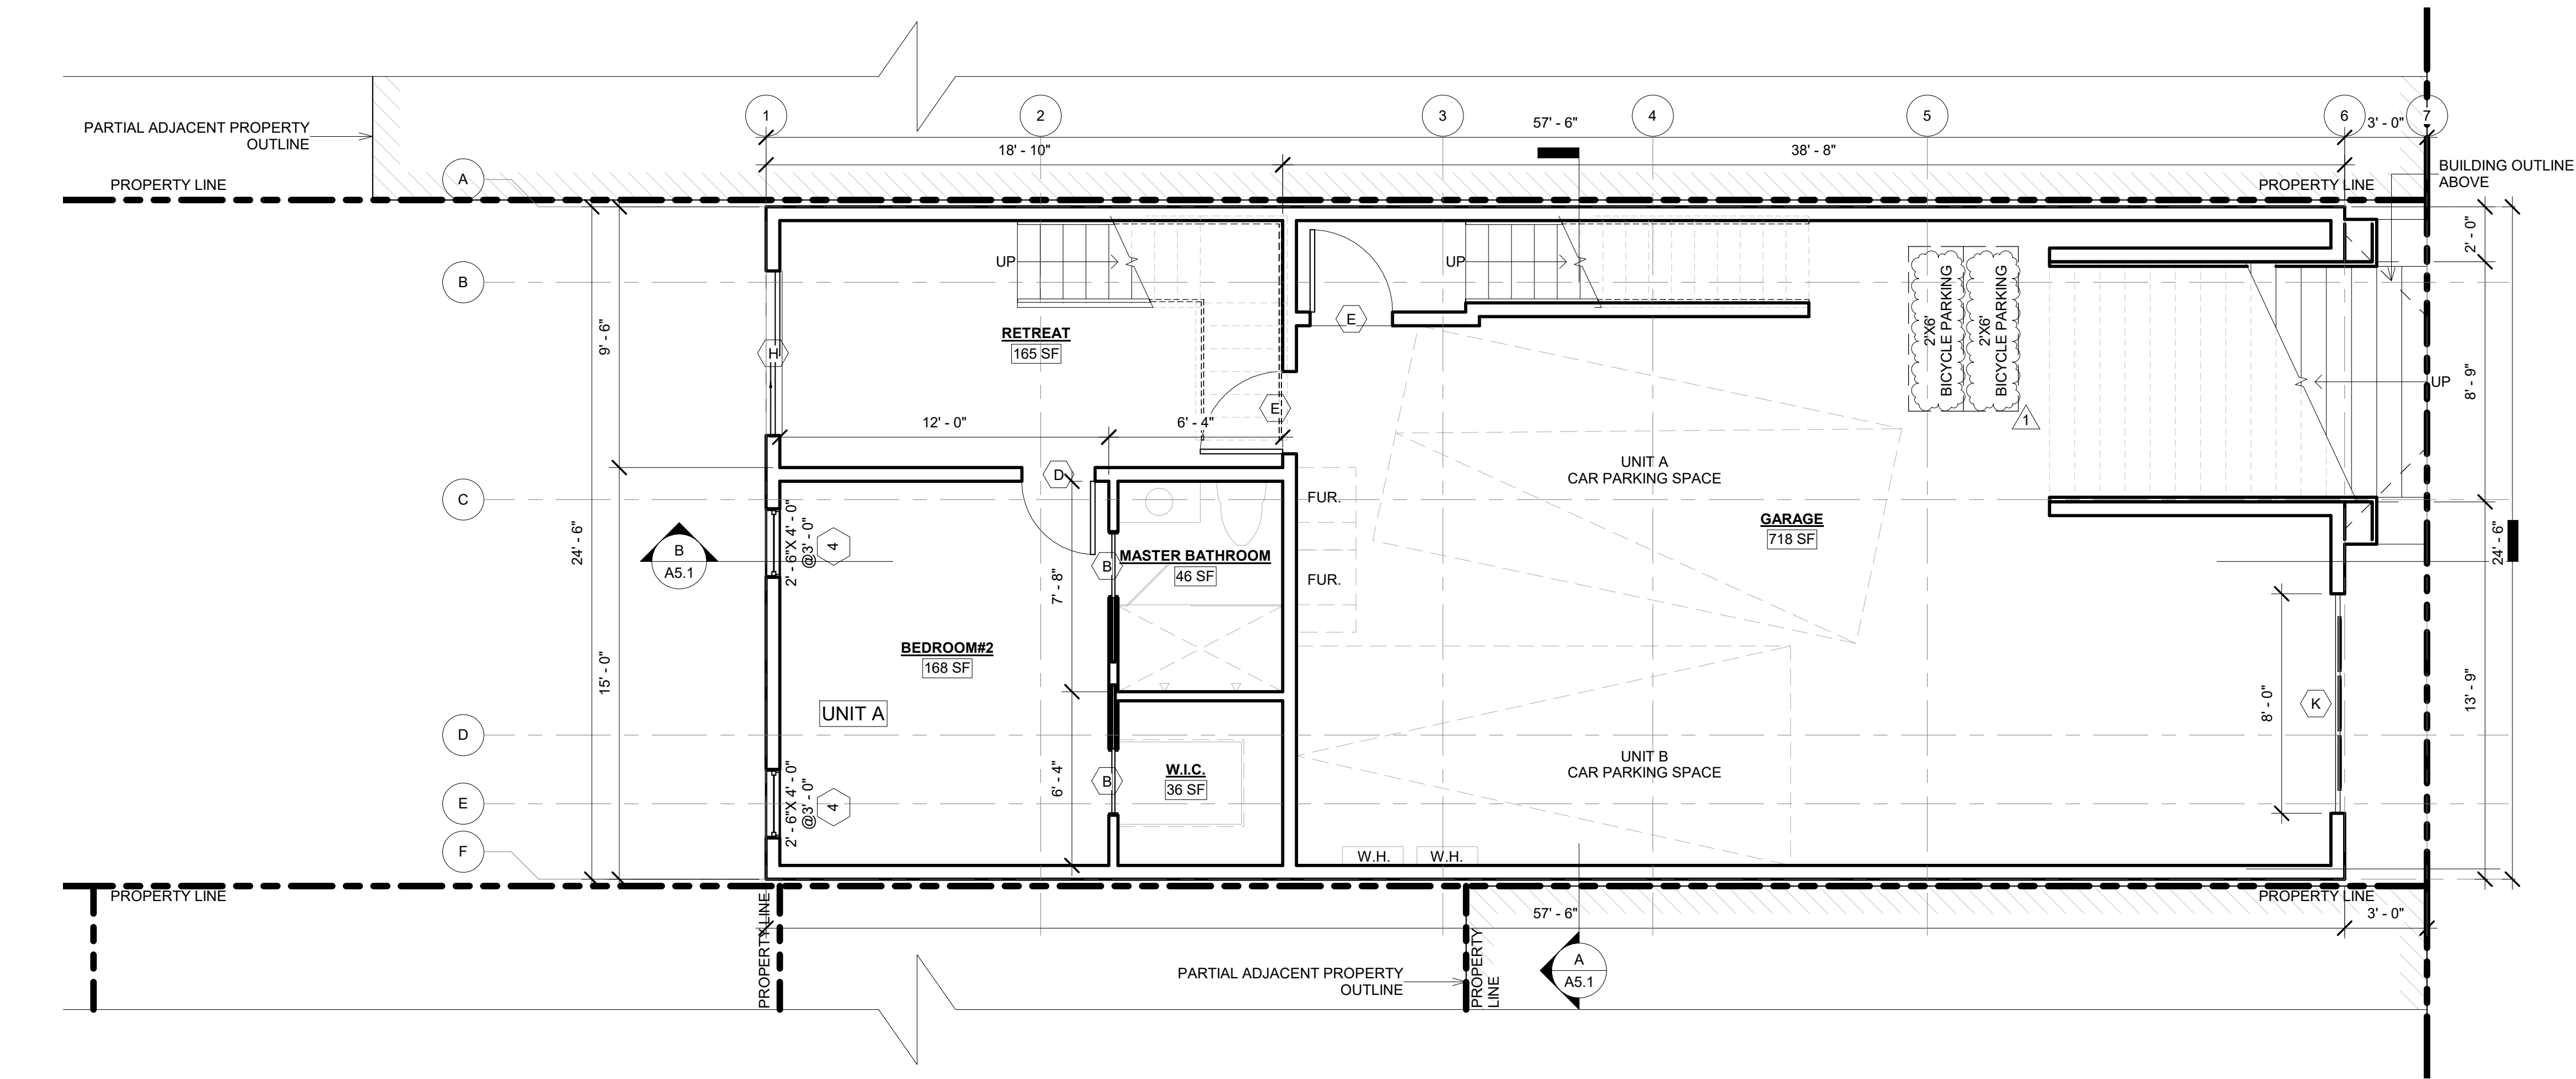 1
2
3
57' - 6"
4
5
6
3' - 0"
7
PARTIAL ADJACENT PROPERTY
OUTLINE
18' - 10"
38' - 8"
BUILDING OUTLINE
ABOVE
PROPERTY LINE
PROPERTY LINE
A
B
C
D
E
F
24' - 6"
9' - 6"
15' - 0"
UP
RETREAT
165 SF
H
12' - 0"
6' - 4"
E
D
UP
E
2'X6'
BICYCLE PARKING
2'X6'
BICYCLE PARKING
1
UP
2' - 0"
8' - 9"
13' - 9"
24' - 6"
B
A5.1
2' - 6"X 4' - 0"
@3' - 0"
4
7' - 8"
B
MASTER BATHROOM
46 SF
FUR.
FUR.
UNIT A
CAR PARKING SPACE
GARAGE
718 SF
BEDROOM#2
168 SF
UNIT A
2' - 6"X 4' - 0"
@3' - 0"
4
6' - 4"
B
W.I.C.
36 SF
UNIT B
CAR PARKING SPACE
8' - 0"
K
W.H.
W.H.
PROPERTY LINE
PROPERTY LINE
PROPERTY LINE
57' - 6"
3' - 0"
PARTIAL ADJACENT PROPERTY
OUTLINE
PROPERTY
LINE
A
A5.1